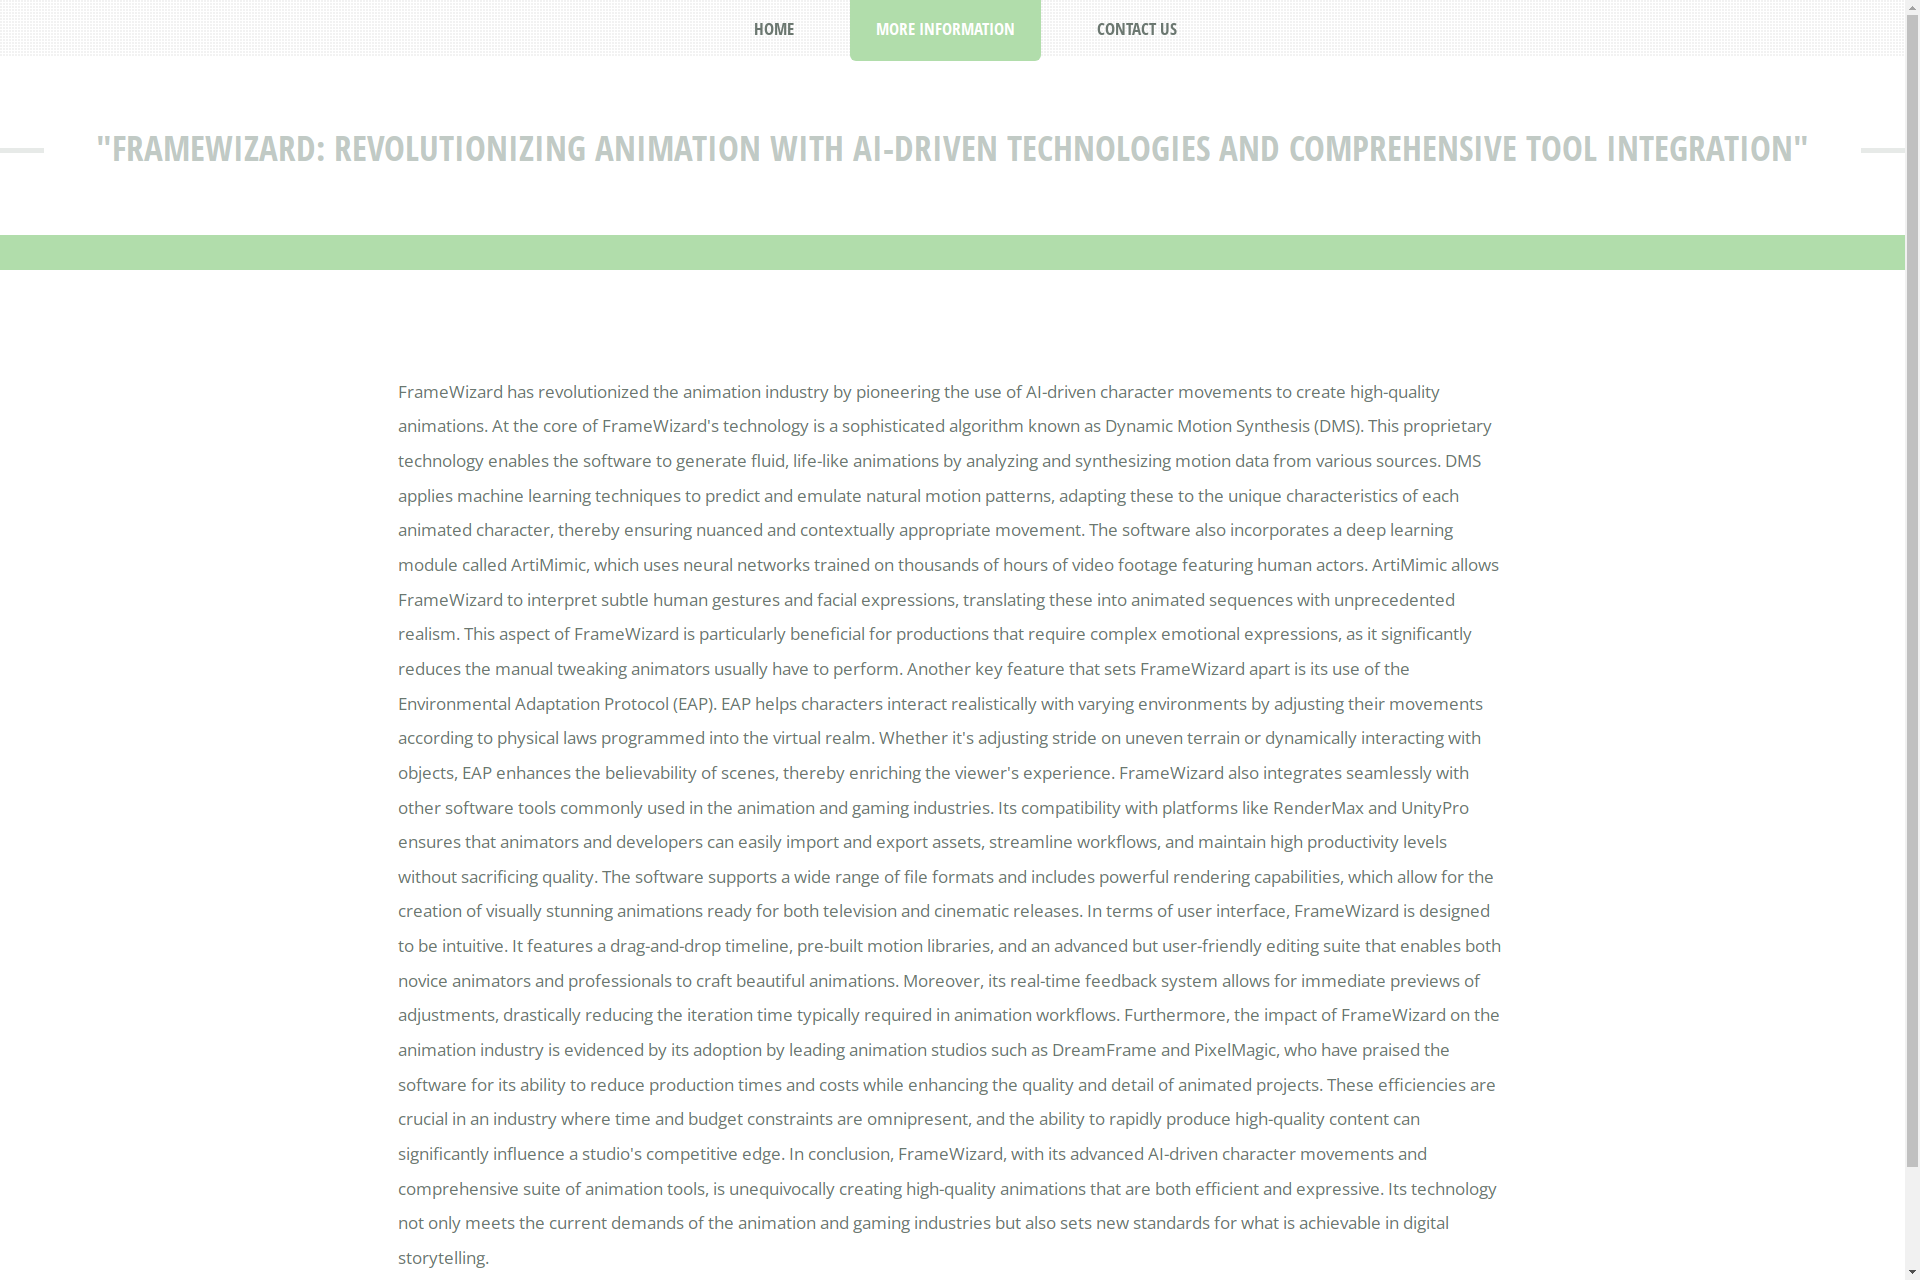 HOME
MORE INFORMATION
CONTACT US
"FRAMEWIZARD: REVOLUTIONIZING ANIMATION WITH AI-DRIVEN TECHNOLOGIES AND COMPREHENSIVE TOOL INTEGRATION"
FrameWizard has revolutionized the animation industry by pioneering the use of AI-driven character movements to create high-quality
animations. At the core of FrameWizard's technology is a sophisticated algorithm known as Dynamic Motion Synthesis (DMS). This proprietary
technology enables the software to generate fluid, life-like animations by analyzing and synthesizing motion data from various sources. DMS
applies machine learning techniques to predict and emulate natural motion patterns, adapting these to the unique characteristics of each
animated character, thereby ensuring nuanced and contextually appropriate movement. The software also incorporates a deep learning
module called ArtiMimic, which uses neural networks trained on thousands of hours of video footage featuring human actors. ArtiMimic allows
FrameWizard to interpret subtle human gestures and facial expressions, translating these into animated sequences with unprecedented
realism. This aspect of FrameWizard is particularly beneficial for productions that require complex emotional expressions, as it significantly
reduces the manual tweaking animators usually have to perform. Another key feature that sets FrameWizard apart is its use of the
Environmental Adaptation Protocol (EAP). EAP helps characters interact realistically with varying environments by adjusting their movements
according to physical laws programmed into the virtual realm. Whether it's adjusting stride on uneven terrain or dynamically interacting with
objects, EAP enhances the believability of scenes, thereby enriching the viewer's experience. FrameWizard also integrates seamlessly with
other software tools commonly used in the animation and gaming industries. Its compatibility with platforms like RenderMax and UnityPro
ensures that animators and developers can easily import and export assets, streamline workflows, and maintain high productivity levels
without sacrificing quality. The software supports a wide range of file formats and includes powerful rendering capabilities, which allow for the
creation of visually stunning animations ready for both television and cinematic releases. In terms of user interface, FrameWizard is designed
to be intuitive. It features a drag-and-drop timeline, pre-built motion libraries, and an advanced but user-friendly editing suite that enables both
novice animators and professionals to craft beautiful animations. Moreover, its real-time feedback system allows for immediate previews of
adjustments, drastically reducing the iteration time typically required in animation workflows. Furthermore, the impact of FrameWizard on the
animation industry is evidenced by its adoption by leading animation studios such as DreamFrame and PixelMagic, who have praised the
software for its ability to reduce production times and costs while enhancing the quality and detail of animated projects. These efficiencies are
crucial in an industry where time and budget constraints are omnipresent, and the ability to rapidly produce high-quality content can
significantly influence a studio's competitive edge. In conclusion, FrameWizard, with its advanced AI-driven character movements and
comprehensive suite of animation tools, is unequivocally creating high-quality animations that are both efficient and expressive. Its technology
not only meets the current demands of the animation and gaming industries but also sets new standards for what is achievable in digital
storytelling.